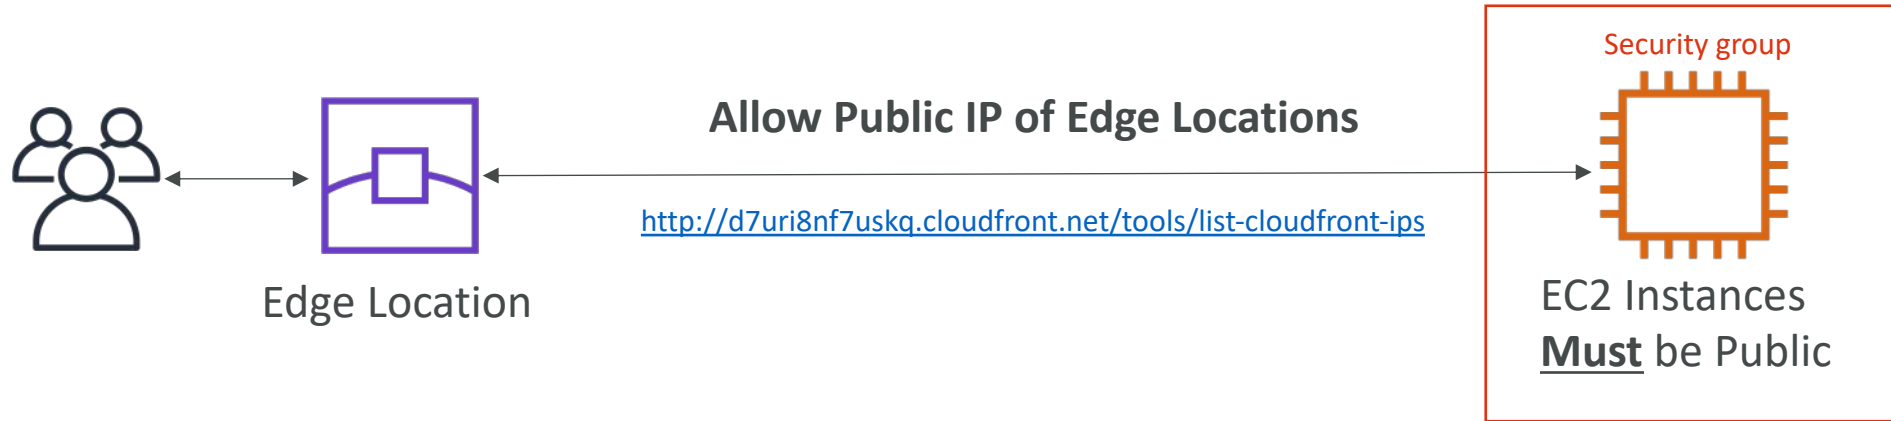 Security group
Allow Public IP of Edge Locations
http://d7uri8nf7uskq.cloudfront.net/tools/list-cloudfront-ips
Edge Location
EC2 Instances
Must be Public